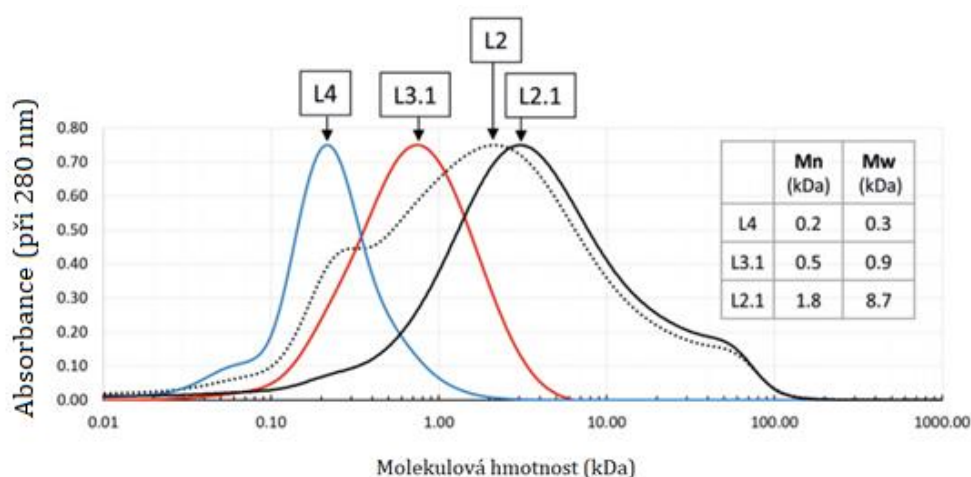 L2
L4
L3.1
L2.1
Absorbance (při 280 nm)
0.80
0.70
0.60
0.50
0.40
0.30
0.20
0.10
0.00
0.01
0.10
1.00
10.00
100.00
1000.00
Molekulová hmotnost (kDa)
Mn Mw
(kDa) (kDa)
L4 0.2 0.3
L3.1 0.5 0.9
L2.1 1.8 8.7